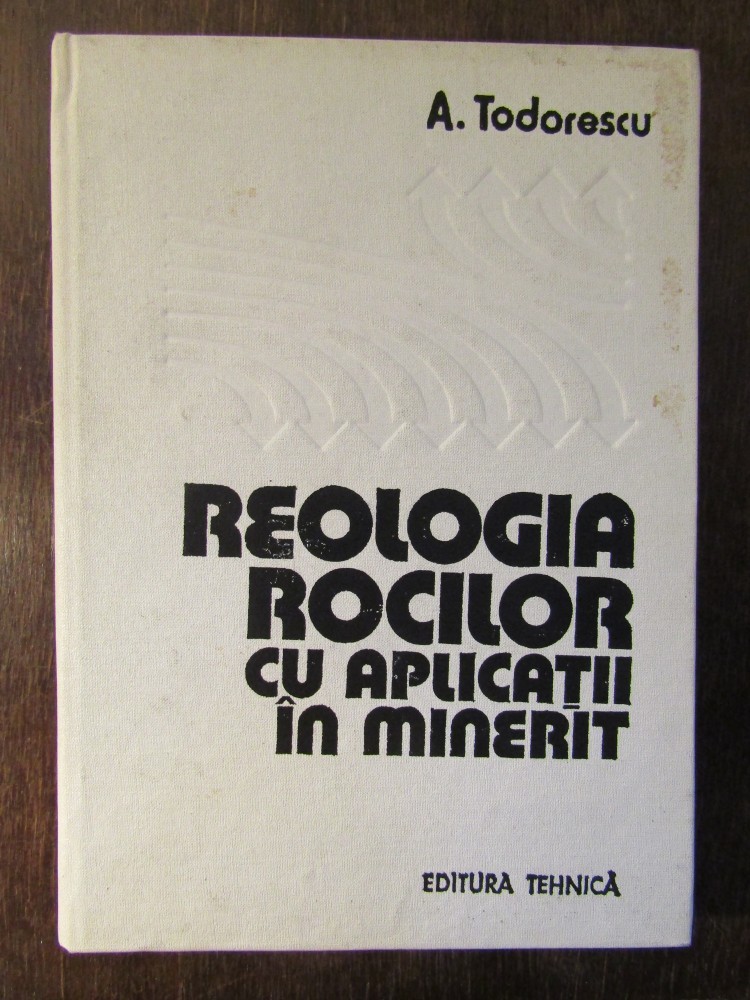 A. Todorescu
REOLOGIA
ROCILOR
CU APLICAȚII
ÎN MINERIT
EDITURA TEHNICĂ